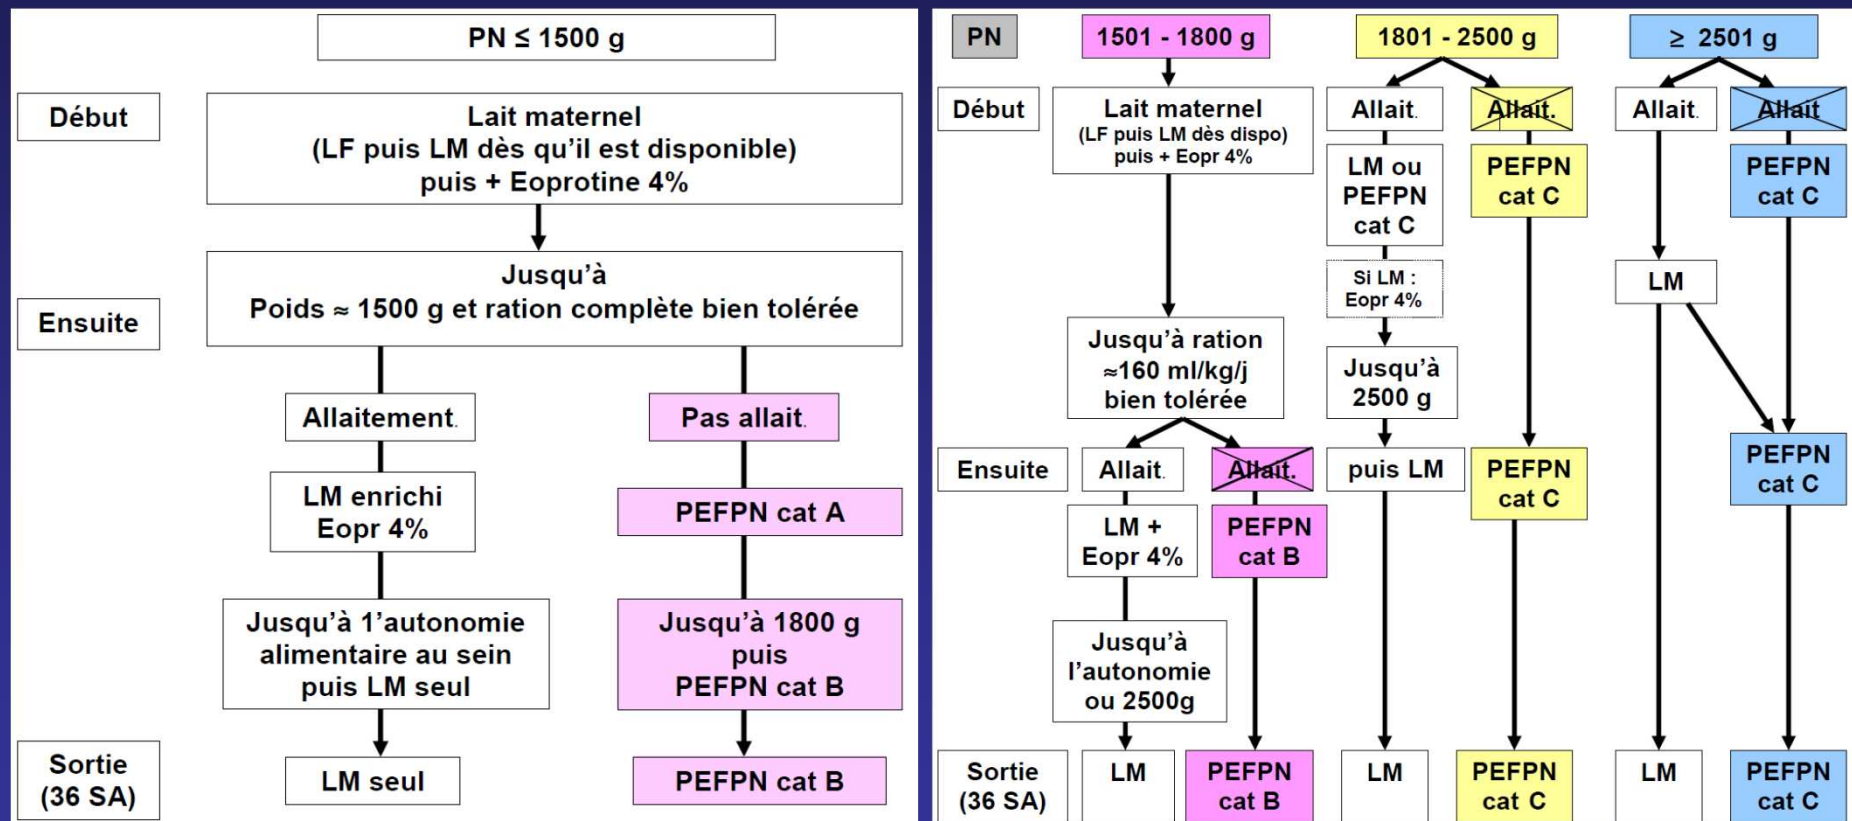 PN ≤ 1500 g
Début
Lait maternel
(LF puis LM dès qu’il est disponible)
puis + Eoprotine 4%
Ensuite
Jusqu’à
Poids ≈ 1500 g et ration complète bien tolérée
Allaitement.
Pas allait.
LM enrichi
Eopr 4%
PEFPN cat A
Jusqu’à 1’autonomie
alimentaire au sein
puis LM seul
Jusqu’à 1800 g
puis
PEFPN cat B
Sortie
(36 SA)
LM seul
PEFPN cat B
PN
1501 - 1800 g
1801 - 2500 g
≥ 2501 g
Début
Lait maternel
(LF puis LM dès dispo)
puis + Eopr 4%
Allait.
Allait.
Allait.
Allait
LM ou
PEFPN
cat C
PEFPN
cat C
PEFPN
cat C
Si LM :
Eopr 4%
LM
Jusqu’à ration
≈160 ml/kg/j
bien tolérée
Jusqu’à
2500 g
Ensuite
Allait.
Allait.
puis LM
PEFPN
cat C
PEFPN
cat C
LM +
Eopr 4%
PEFPN
cat B
Jusqu’à
l’autonomie
ou 2500g
Sortie
(36 SA)
LM
PEFPN
cat B
LM
PEFPN
cat C
LM
PEFPN
cat C